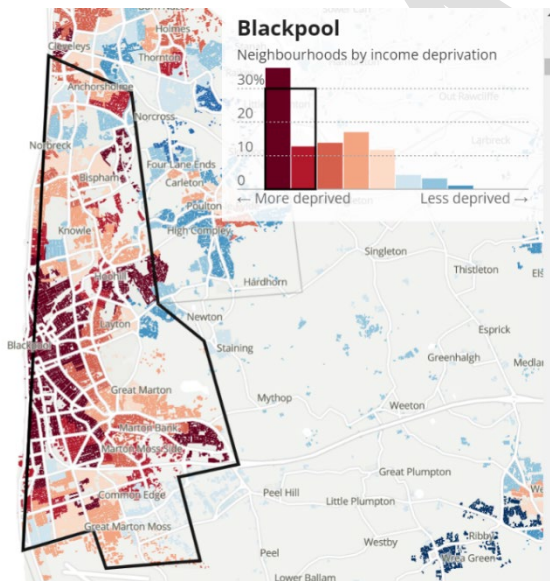 Holmes
Cleveleys
Thornton
Anchorsholme
Norcross
Norbreck
Four Lane Ends
Bispham
Carleton
Poulton
Knowle
High Compley
Blackpool
Neighbourhoods by income deprivation
30%
20
10
0
← More deprived
Less deprived →
Out Rawcliffe
Larbreck
Singleton
Thistleton
Hardhorn
Newton
Layton
Staining
Esprick
Greenhalgh
Great Marton
Mythop
Weeton
Marton Bank
Marton Moss Side
Great Plumpton
Common Edge
Peel Hill
Little Plumpton
Great Marton Moss
Westby
Ribby
Wrea Green
Peel
Lower Ballam